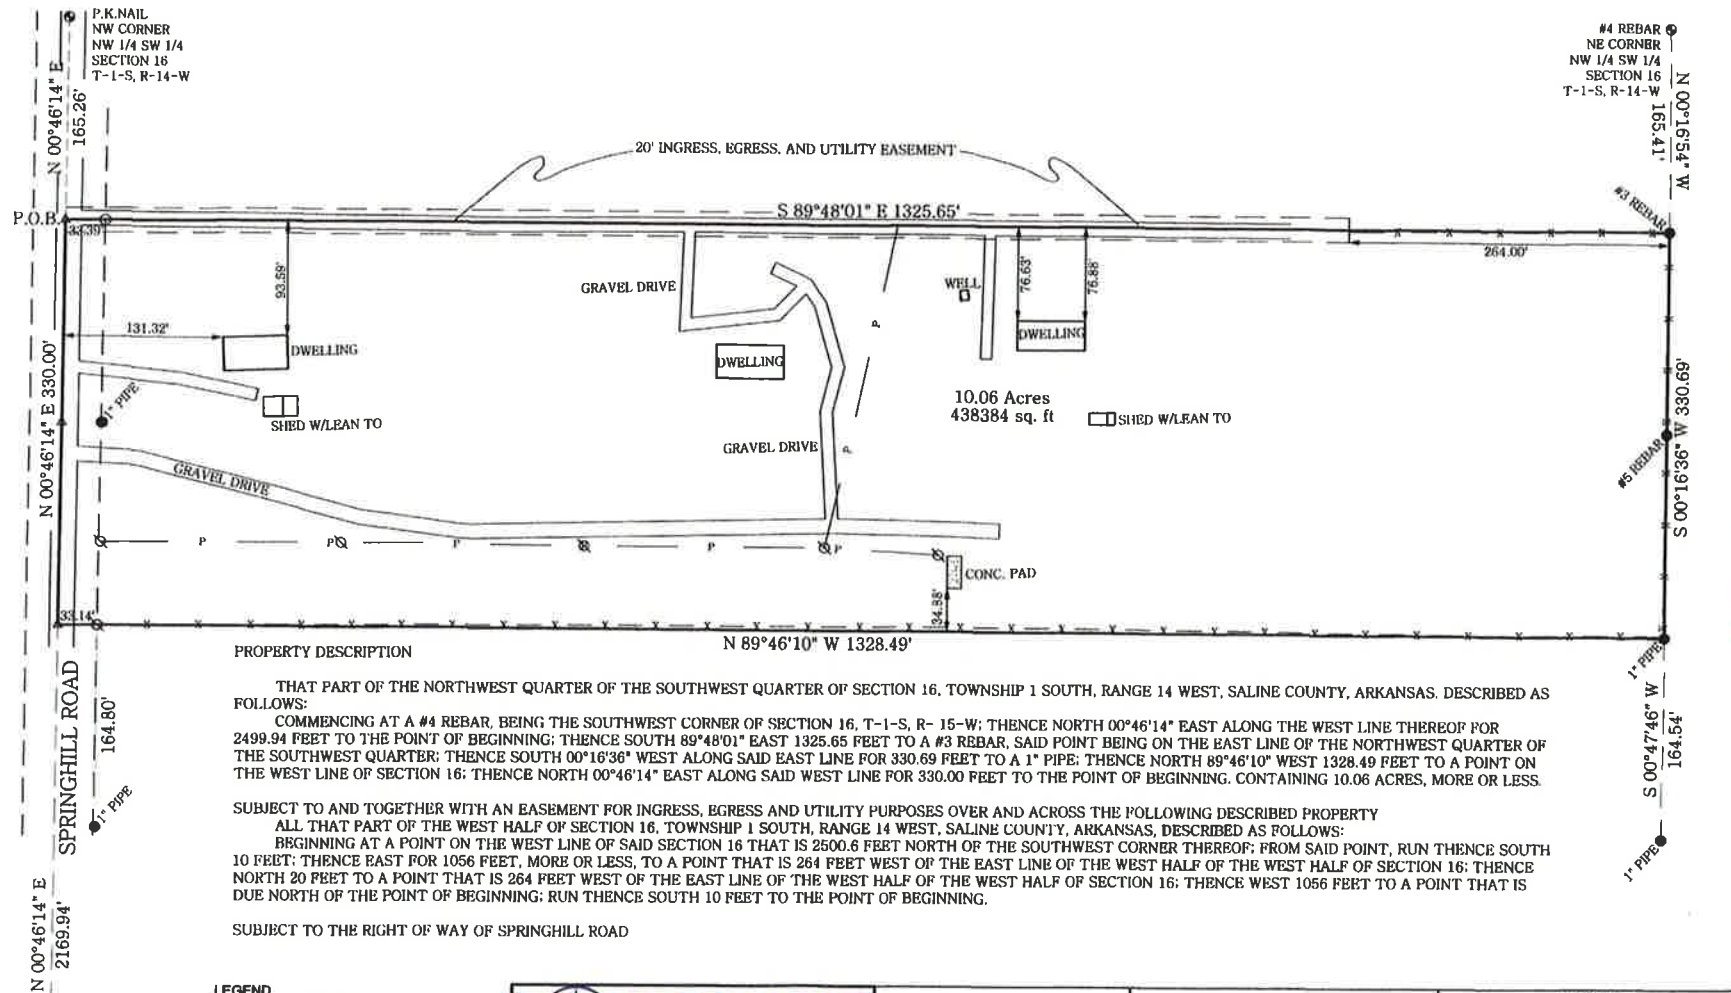 P.K.NAIL
NW CORNER
NW 1/4 SW 1/4
SECTION 16
T-1-S, R-14-W
#4 REBAR
NE CORNER
NW 1/4 SW 1/4
SECTION 16
T-1-S, R-14-W
N 00°46'14" E
165.26'
N 00°16'54" W
165.41'
20' INGRESS, EGRESS, AND UTILITY EASEMENT
P.O.B.
33.39'
S 89°48'01" E 1325.65'
#3 REBAR
264.00'
93.59'
GRAVEL DRIVE
WELL
76.63'
76.88'
131.32'
DWELLING
DWELLING
DWELLING
P
N 00°46'14" E 330.00'
1" PIPE
SHED W/LEAN TO
10.06 Acres
438384 sq. ft
SHED W/LEAN TO
S 00°16'36" W 330.69'
#5 REBAR
GRAVEL DRIVE
P
GRAVEL DRIVE
P
P
P
P
P
CONC. PAD
34.88'
33.14'
N 89°46'10" W 1328.49'
1" PIPE
PROPERTY DESCRIPTION
THAT PART OF THE NORTHWEST QUARTER OF THE SOUTHWEST QUARTER OF SECTION 16, TOWNSHIP 1 SOUTH, RANGE 14 WEST, SALINE COUNTY, ARKANSAS, DESCRIBED AS
FOLLOWS:
COMMENCING AT A #4 REBAR, BEING THE SOUTHWEST CORNER OF SECTION 16, T-1-S, R- 15-W; THENCE NORTH 00°46'14" EAST ALONG THE WEST LINE THEREOF FOR
2499.94 FEET TO THE POINT OF BEGINNING; THENCE SOUTH 89°48'01" EAST 1325.65 FEET TO A #3 REBAR, SAID POINT BEING ON THE EAST LINE OF THE NORTHWEST QUARTER OF
THE SOUTHWEST QUARTER; THENCE SOUTH 00°16'36" WEST ALONG SAID EAST LINE FOR 330.69 FEET TO A 1" PIPE; THENCE NORTH 89°46'10" WEST 1328.49 FEET TO A POINT ON
THE WEST LINE OF SECTION 16; THENCE NORTH 00°46'14" EAST ALONG SAID WEST LINE FOR 330.00 FEET TO THE POINT OF BEGINNING. CONTAINING 10.06 ACRES, MORE OR LESS.
SUBJECT TO AND TOGETHER WITH AN EASEMENT FOR INGRESS, EGRESS AND UTILITY PURPOSES OVER AND ACROSS THE FOLLOWING DESCRIBED PROPERTY
ALL THAT PART OF THE WEST HALF OF SECTION 16, TOWNSHIP 1 SOUTH, RANGE 14 WEST, SALINE COUNTY, ARKANSAS, DESCRIBED AS FOLLOWS:
BEGINNING AT A POINT ON THE WEST LINE OF SAID SECTION 16 THAT IS 2500.6 FEET NORTH OF THE SOUTHWEST CORNER THEREOF; FROM SAID POINT, RUN THENCE SOUTH
10 FEET; THENCE EAST FOR 1056 FEET, MORE OR LESS, TO A POINT THAT IS 264 FEET WEST OF THE EAST LINE OF THE WEST HALF OF THE WEST HALF OF SECTION 16; THENCE
NORTH 20 FEET TO A POINT THAT IS 264 FEET WEST OF THE EAST LINE OF THE WEST HALF OF THE WEST HALF OF SECTION 16; THENCE WEST 1056 FEET TO A POINT THAT IS
DUE NORTH OF THE POINT OF BEGINNING; RUN THENCE SOUTH 10 FEET TO THE POINT OF BEGINNING.
SUBJECT TO THE RIGHT OF WAY OF SPRINGHILL ROAD
SPRINGHILL ROAD
164.80'
1" PIPE
N 00°46'14" E
2169.94'
S 00°47'46" W
164.54'
1" PIPE
LEGEND